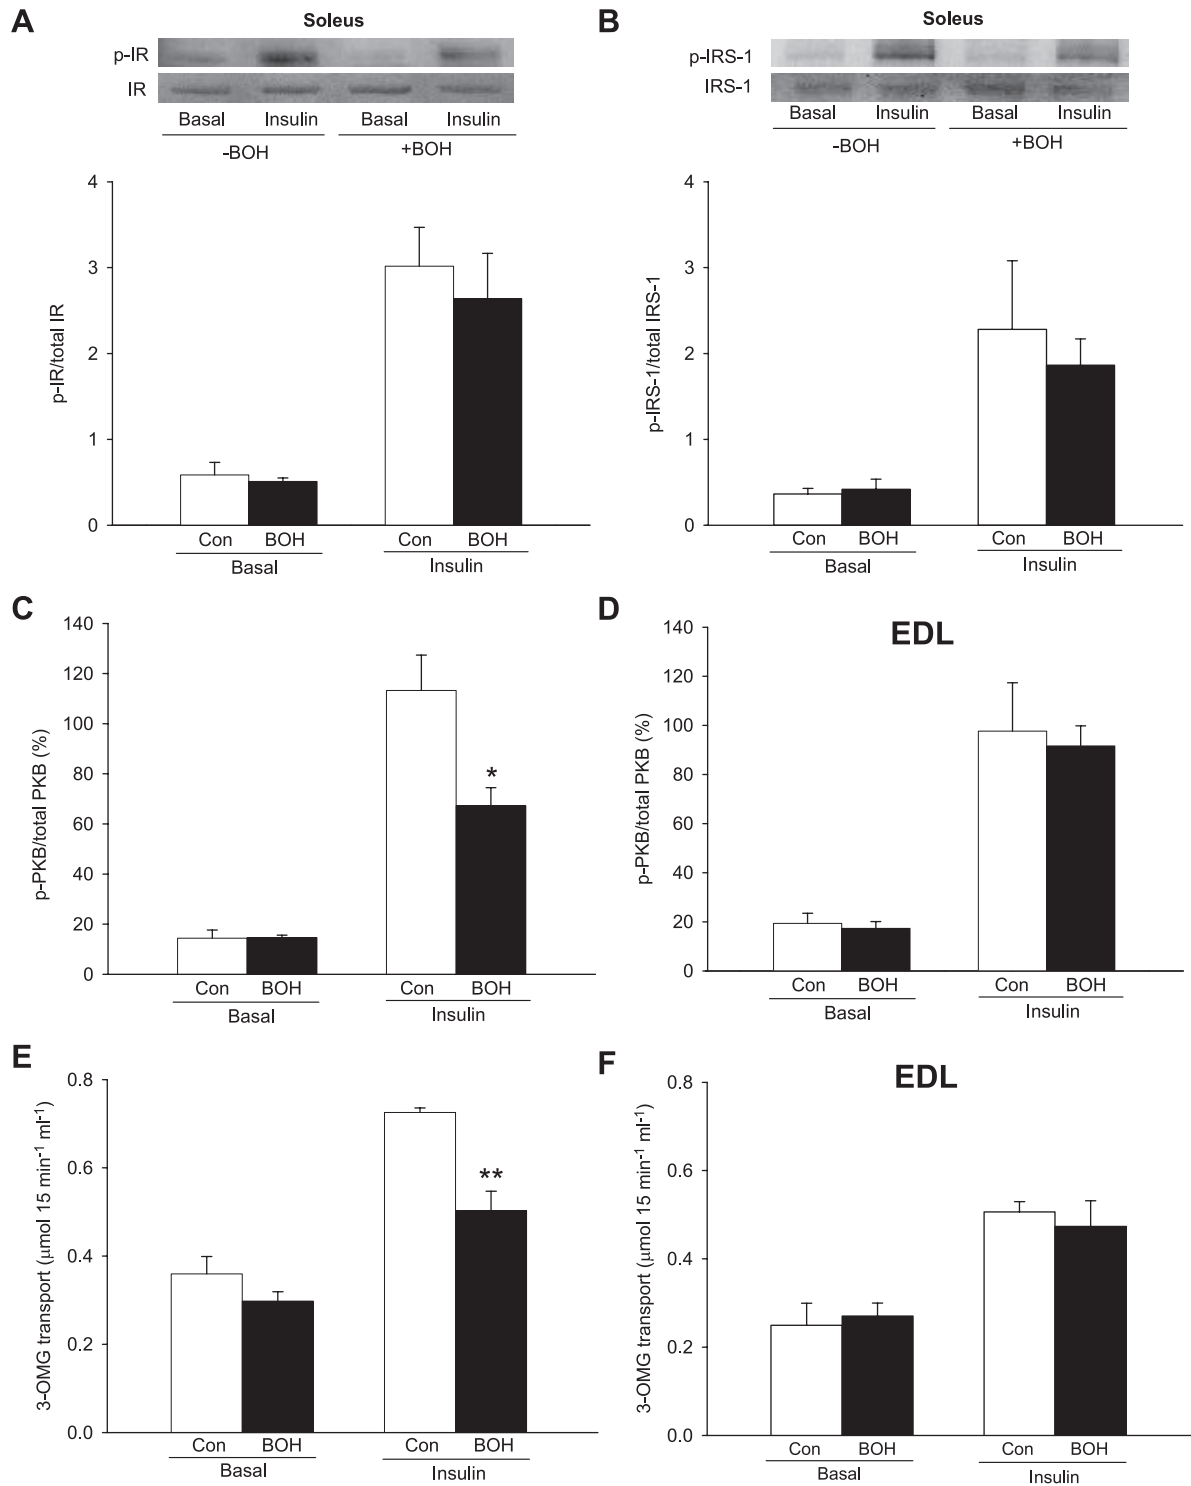 A
Soleus
p-IR
IR
Basal Insulin Basal Insulin
-BOH +BOH
4
3
2
1
0
p-IR/total IR
Con BOH Con BOH
Basal Insulin
B
Soleus
p-IRS-1
IRS-1
Basal Insulin Basal Insulin
-BOH +BOH
4
3
2
1
0
p-IRS-1/total IRS-1
Con BOH Con BOH
Basal Insulin
C
140
120
100
80
60
40
20
0
p-PKB/total PKB (%)
*
Con BOH Con BOH
Basal Insulin
D
EDL
140
120
100
80
60
40
20
0
p-PKB/total PKB (%)
Con BOH Con BOH
Basal Insulin
E
0.8
0.6
0.4
0.2
0.0
3-OMG transport (μmol 15 min⁻¹ ml⁻¹)
**
Con BOH Con BOH
Basal Insulin
F
EDL
0.8
0.6
0.4
0.2
0.0
3-OMG transport (μmol 15 min⁻¹ ml⁻¹)
Con BOH Con BOH
Basal Insulin